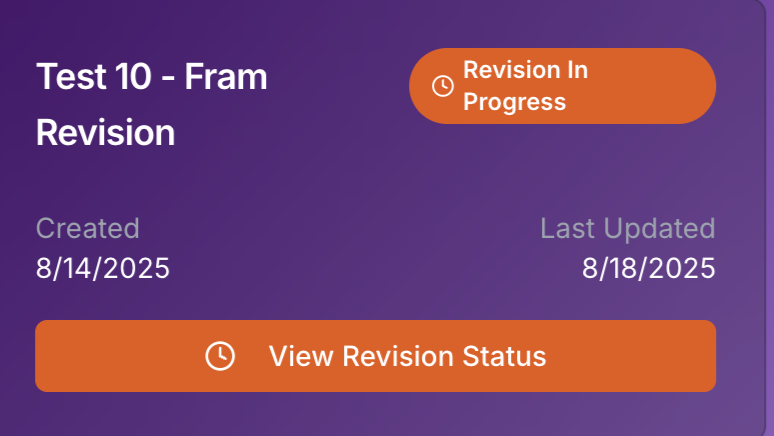 Test 10 - Fram
Revision
Revision In
Progress
Created
Last Updated
8/14/2025
8/18/2025
View Revision Status